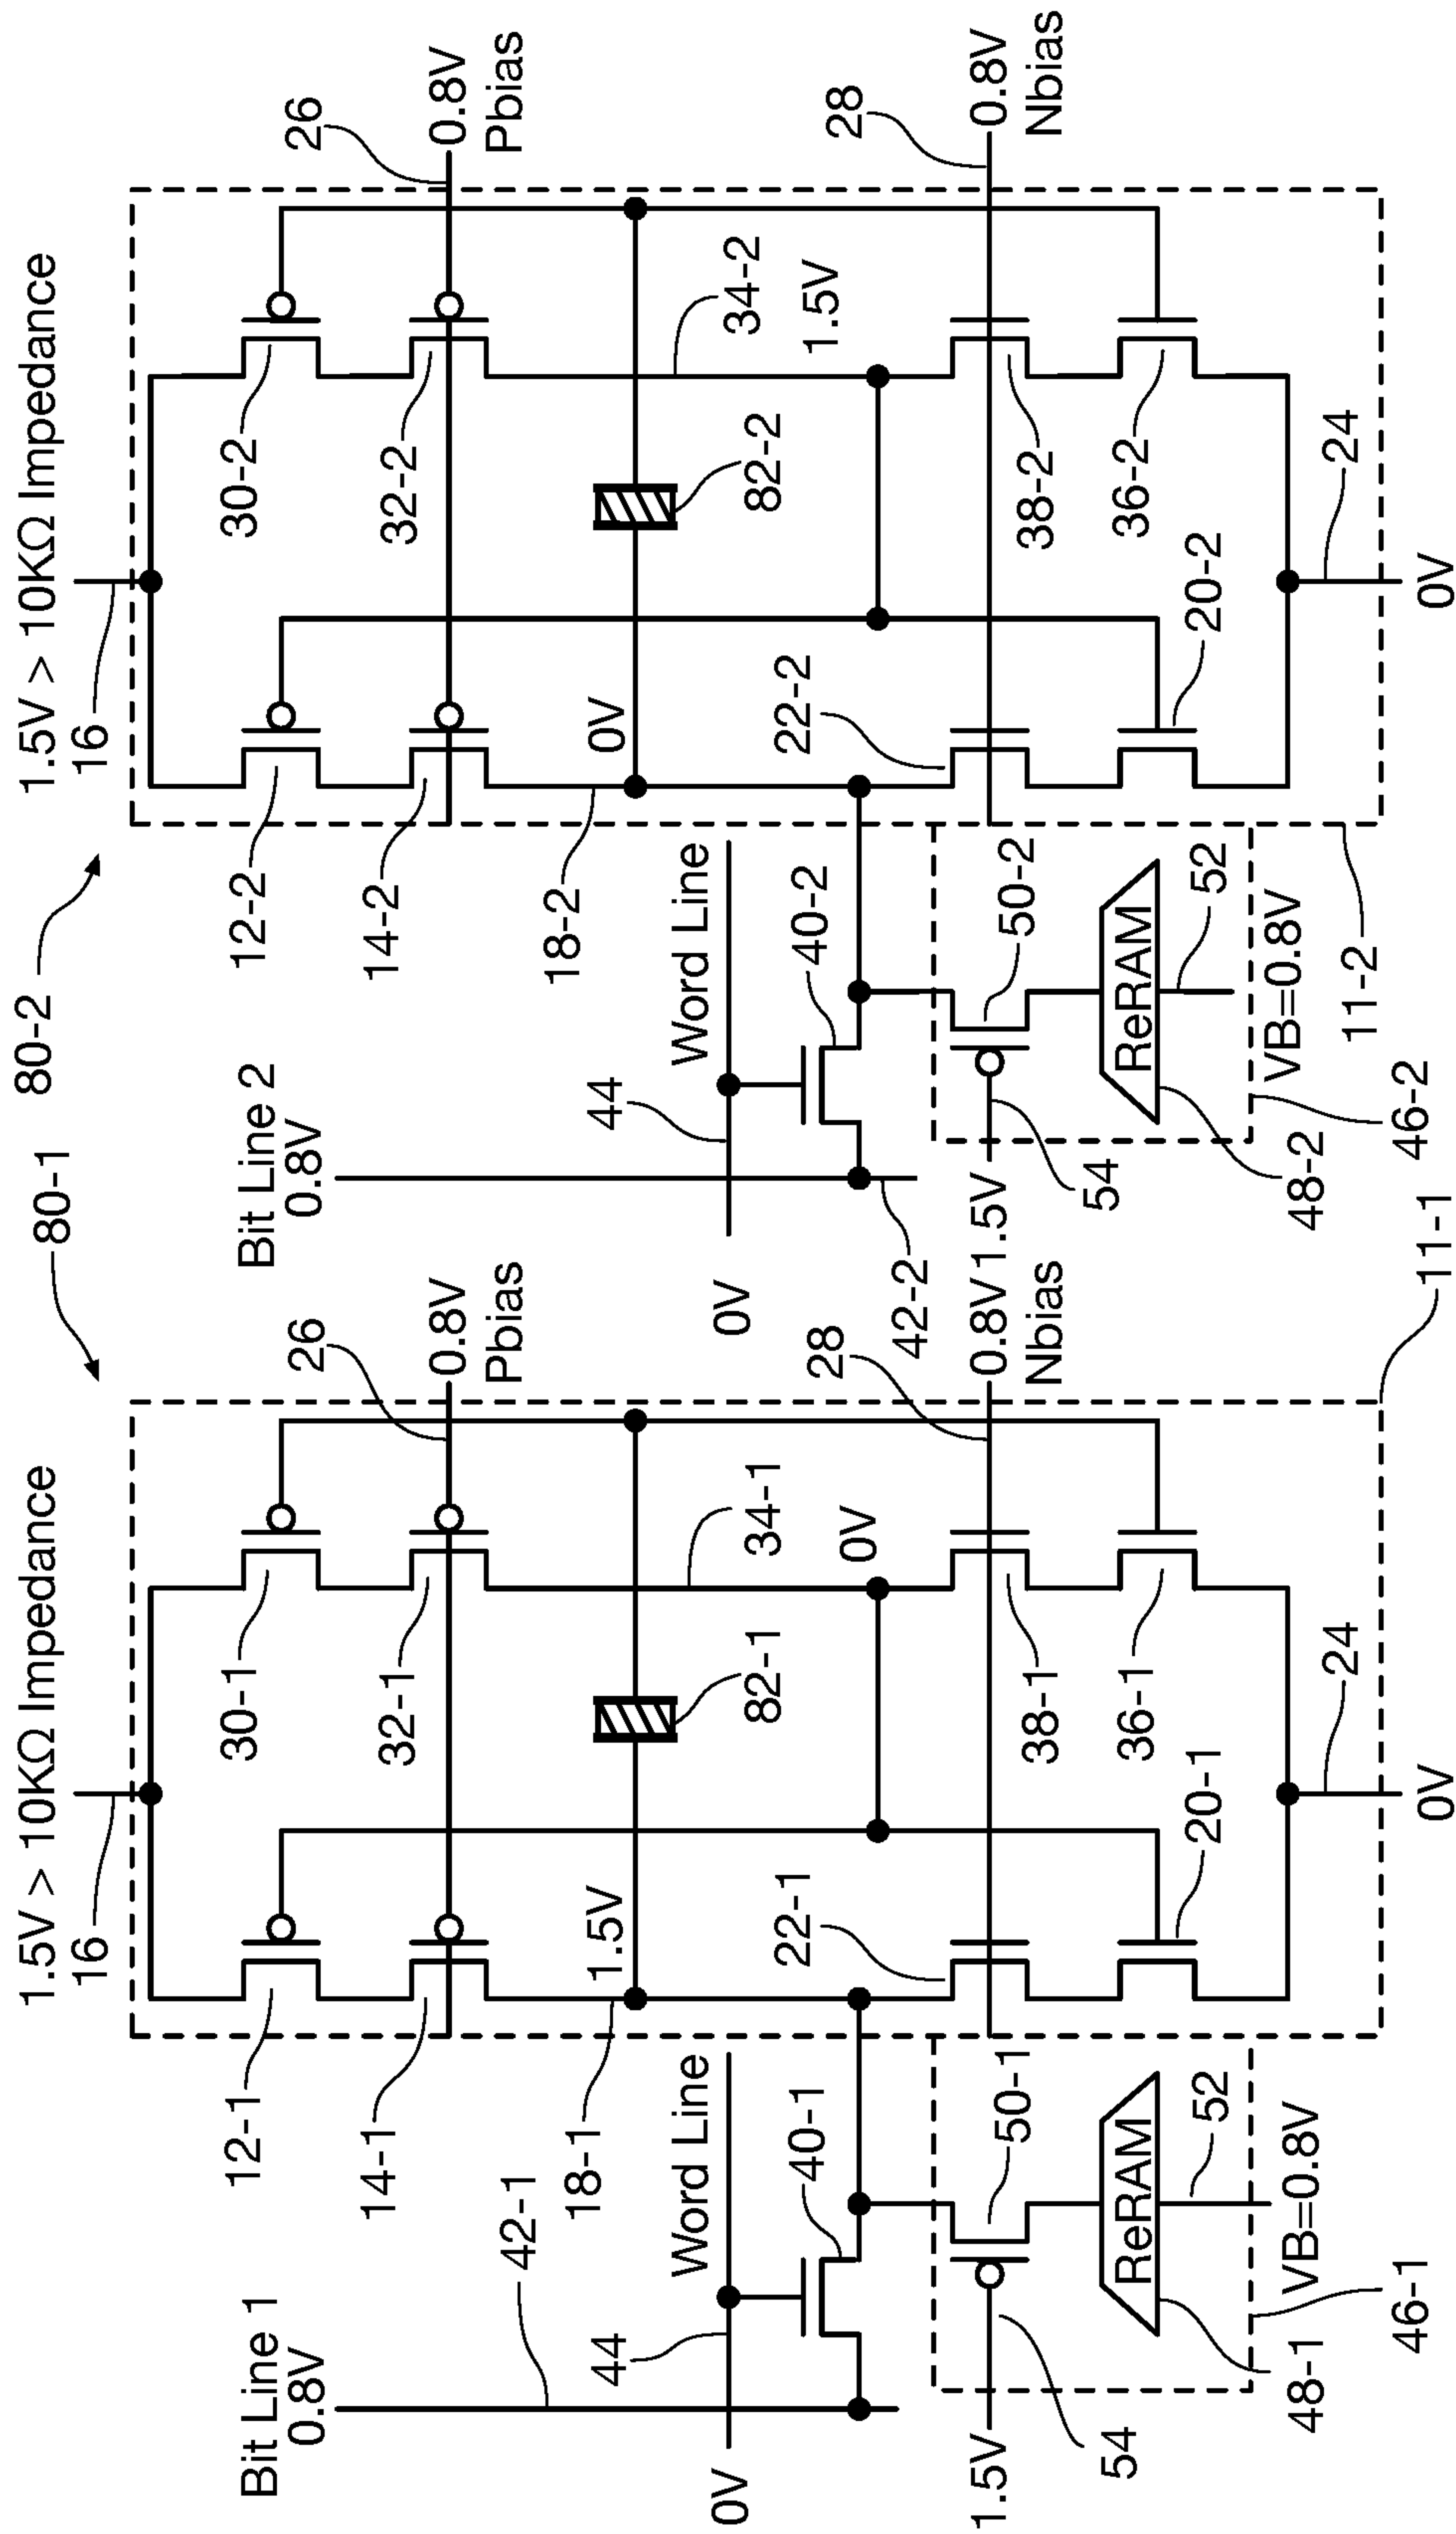 80-1
80-2
1.5V > 10KΩ Impedance
16
1.5V > 10KΩ Impedance
16
Bit Line 1
0.8V
12-1
30-1
26
Bit Line 2
0.8V
12-2
30-2
26
14-1
32-1
0.8V
Pbias
14-2
32-2
0.8V
Pbias
42-1
18-1
1.5V
18-2
0V
44
Word Line
0V
82-1
34-1
44
Word Line
0V
82-2
34-2
40-1
22-1
0V
28
40-2
22-2
1.5V
28
42-2
1.5V
50-1
38-1
0.8V
Nbias
1.5V
50-2
38-2
0.8V
Nbias
54
ReRAM
36-1
54
ReRAM
36-2
52
20-1
52
20-2
48-1
VB=0.8V
24
48-2
VB=0.8V
24
46-1
11-1
46-2
11-2
0V
0V